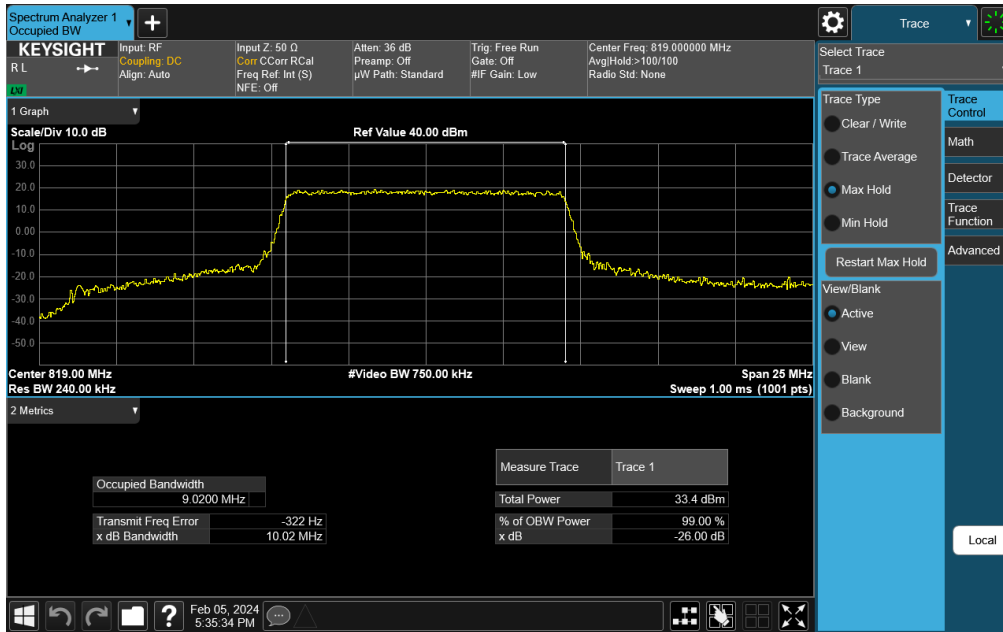 Spectrum Analyzer 1
Occupied BW
Trace
KEYSIGHT
R L
LXI
Input: RF
Coupling: DC
Align: Auto
Input Z: 50 Ω
Corr CCorr RCal
Freq Ref: Int (S)
NFE: Off
Atten: 36 dB
Preamp: Off
µW Path: Standard
Trig: Free Run
Gate: Off
#IF Gain: Low
Center Freq: 819.000000 MHz
Avg|Hold:>100/100
Radio Std: None
Select Trace
Trace 1
1 Graph
Scale/Div 10.0 dB
Ref Value 40.00 dBm
Log
30.0
20.0
10.0
0.00
-10.0
-20.0
-30.0
-40.0
-50.0
Center 819.00 MHz
#Video BW 750.00 kHz
Span 25 MHz
Res BW 240.00 kHz
Sweep 1.00 ms (1001 pts)
Trace Type
Clear / Write
Trace Average
Max Hold
Min Hold
Restart Max Hold
View/Blank
Active
View
Blank
Background
Trace
Control
Math
Detector
Trace
Function
Advanced
Local
2 Metrics
Occupied Bandwidth
9.0200 MHz
Transmit Freq Error -322 Hz
x dB Bandwidth 10.02 MHz
Measure Trace Trace 1
Total Power 33.4 dBm
% of OBW Power 99.00 %
x dB -26.00 dB
?
Feb 05, 2024
5:35:34 PM